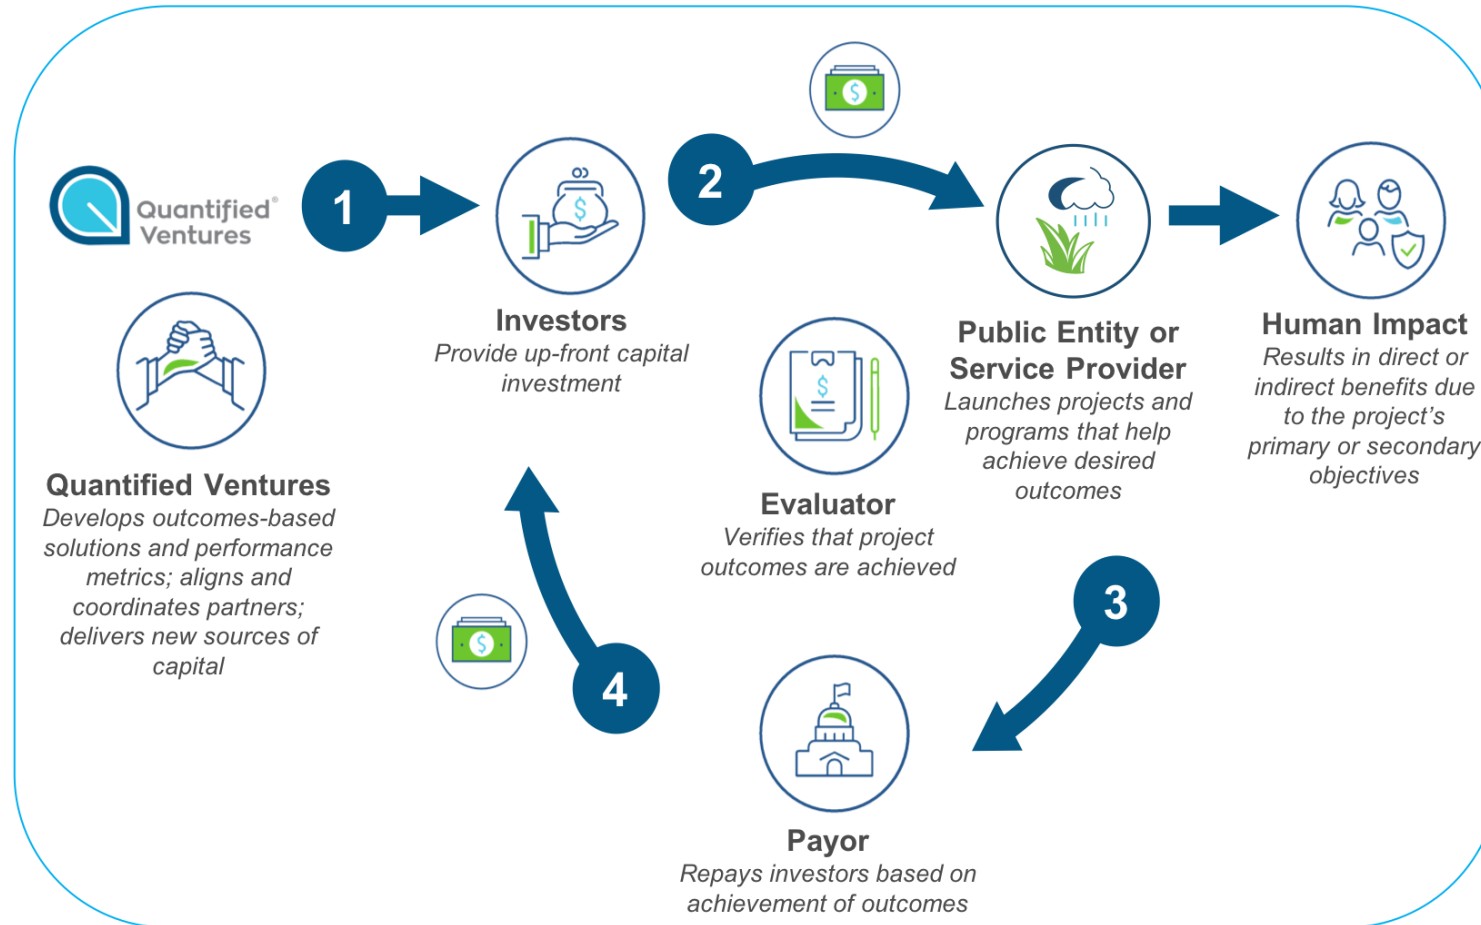 Quantified®
Ventures
1
2
Investors
Provide up-front capital
investment
Public Entity or
Service Provider
Launches projects and
programs that help
achieve desired
outcomes
Human Impact
Results in direct or
indirect benefits due
to the project’s
primary or secondary
objectives
Quantified Ventures
Develops outcomes-based
solutions and performance
metrics; aligns and
coordinates partners;
delivers new sources of
capital
$
$
$
Evaluator
Verifies that project
outcomes are achieved
3
$
4
Payor
Repays investors based on
achievement of outcomes